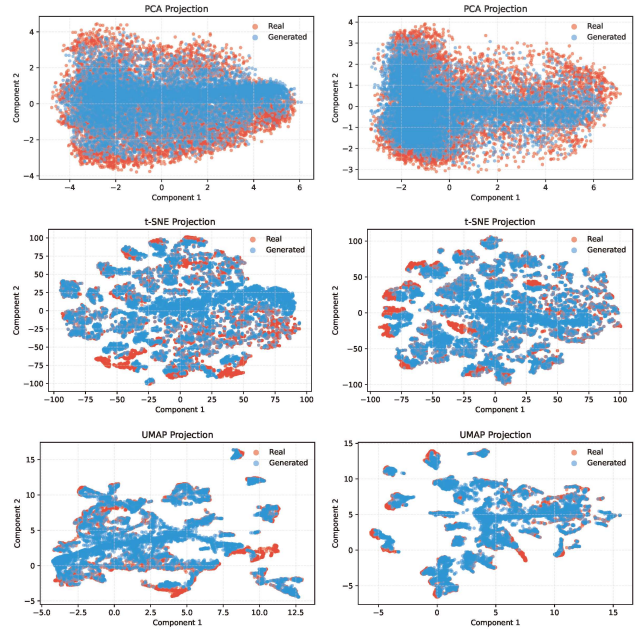 PCA Projection
Real
Generated
4
2
0
−2
−4
Component 2
−4
−2
0
2
4
6
Component 1
PCA Projection
Real
Generated
4
3
2
1
0
−1
−2
−3
Component 2
−2
0
2
4
6
Component 1
t-SNE Projection
Real
Generated
100
75
50
25
0
−25
−50
−75
−100
Component 2
−100
−75
−50
−25
0
25
50
75
100
Component 1
t-SNE Projection
Real
Generated
100
50
0
−50
−100
Component 2
−100
−75
−50
−25
0
25
50
75
100
Component 1
UMAP Projection
Real
Generated
15
10
5
0
−5
Component 2
−5.0
−2.5
0.0
2.5
5.0
7.5
10.0
12.5
Component 1
UMAP Projection
Real
Generated
15
10
5
0
−5
Component 2
−5
0
5
10
15
Component 1